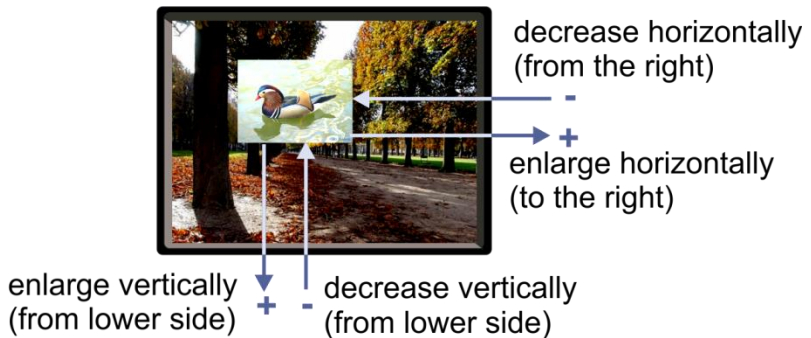 decrease horizontally
(from the right)
-
+
enlarge horizontally
(to the right)
enlarge vertically
(from lower side)
+
-
decrease vertically
(from lower side)